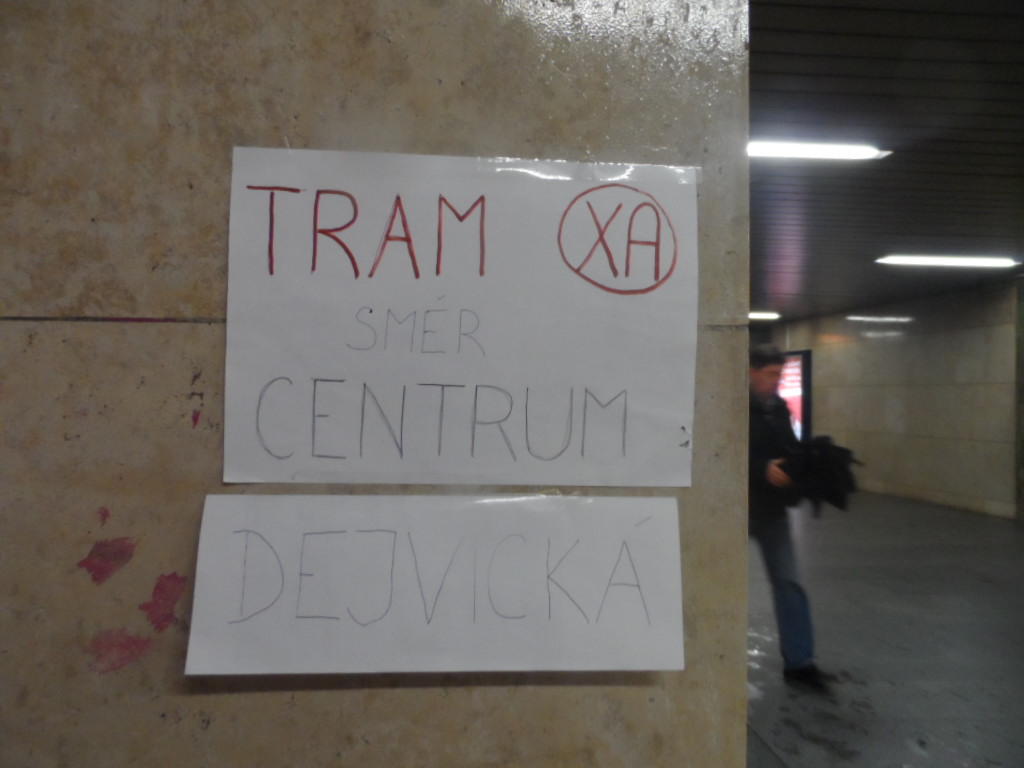 TRAM XA
SMĚR
CENTRUM
DEJVICKÁ